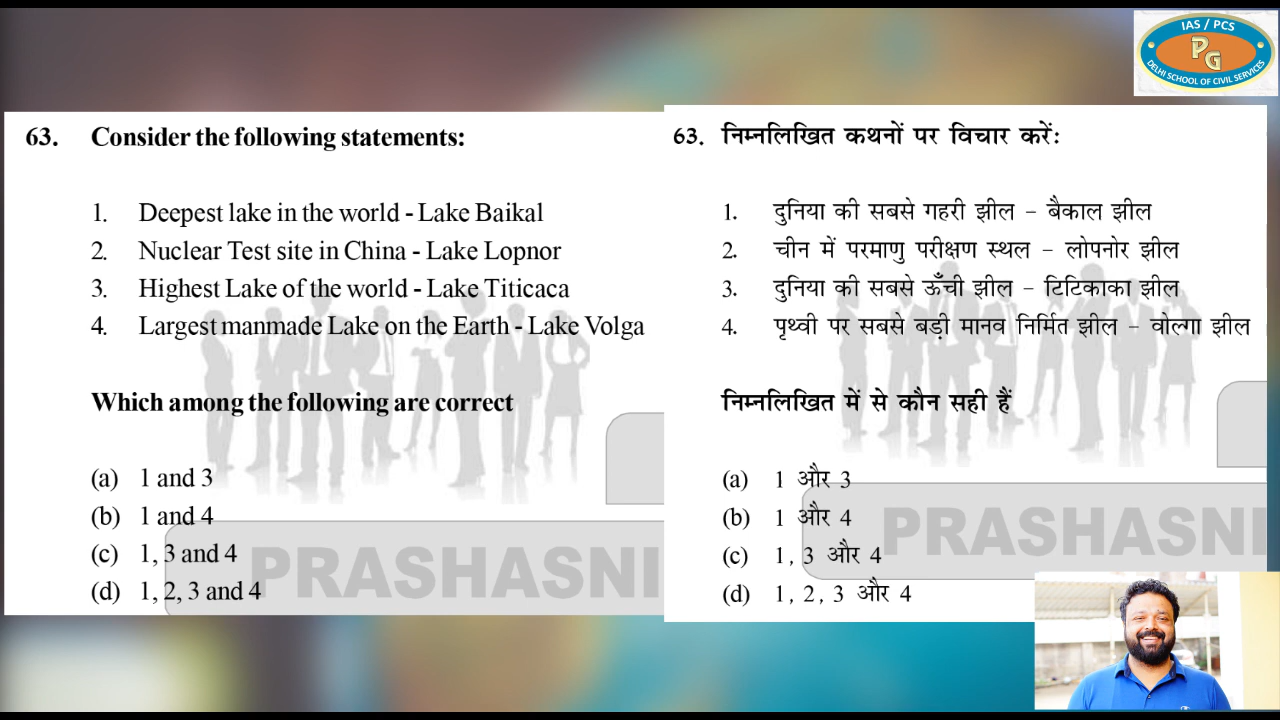 IAS / PCS
PG
DELHI SCHOOL OF CIVIL SERVICES
63. Consider the following statements:
1. Deepest lake in the world - Lake Baikal
2. Nuclear Test site in China - Lake Lopnor
3. Highest Lake of the world - Lake Titicaca
4. Largest manmade Lake on the Earth - Lake Volga
Which among the following are correct
(a) 1 and 3
(b) 1 and 4
(c) 1, 3 and 4
(d) 1, 2, 3 and 4
PRASHASNI
63. निम्नलिखित कथनों पर विचार करें:
1. दुनिया की सबसे गहरी झील - बैकाल झील
2. चीन में परमाणु परीक्षण स्थल - लोपनोर झील
3. दुनिया की सबसे ऊँची झील - टिटिकाका झील
4. पृथ्वी पर सबसे बड़ी मानव निर्मित झील - वोल्गा झील
निम्नलिखित में से कौन सही हैं
(a) 1 और 3
(b) 1 और 4
(c) 1, 3 और 4
(d) 1, 2, 3 और 4
PRASHASNI